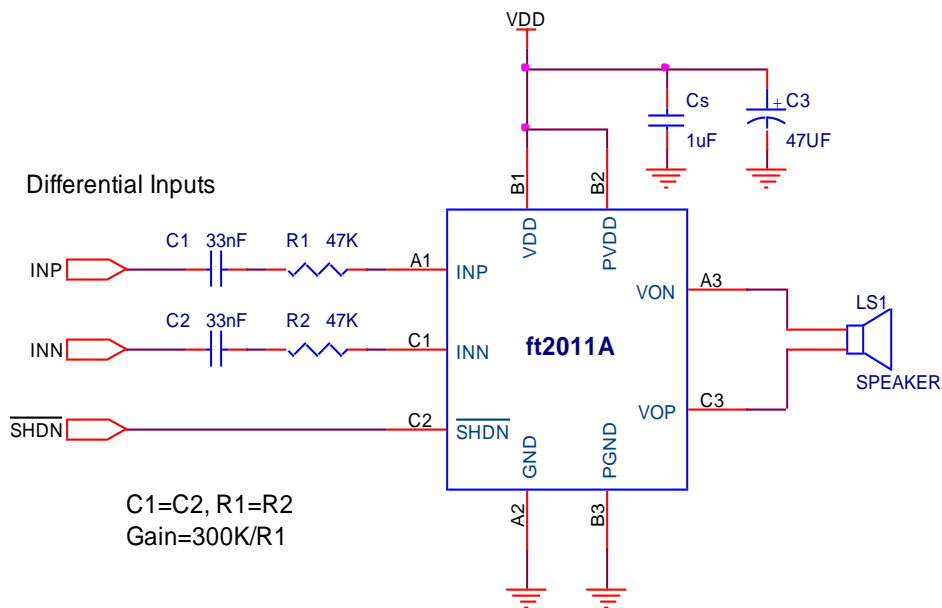 VDD
Cs
1uF
+ C3
47UF
Differential Inputs
B1
B2
C1 33nF R1 47K
INP
A1
INP
VDD
PVDD
C2 33nF R2 47K
INN
C1
INN
ft2011A
VON
A3
LS1
SPEAKER
SHDN
C2
SHDN
VOP
C3
GND
PGND
A2
B3
C1=C2, R1=R2
Gain=300K/R1